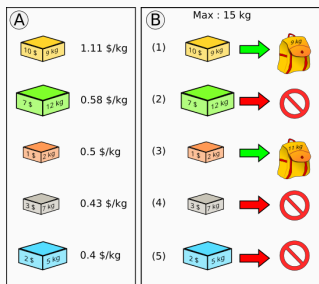 A
10 $ 9 kg
1.11 $/kg
7 $ 12 kg
0.58 $/kg
1 $ 2 kg
0.5 $/kg
3 $ 7 kg
0.43 $/kg
2 $ 5 kg
0.4 $/kg
B
Max : 15 kg
(1)
10 $ 9 kg
9 kg
(2)
7 $ 12 kg
(3)
1 $ 2 kg
11 kg
(4)
3 $ 7 kg
(5)
2 $ 5 kg